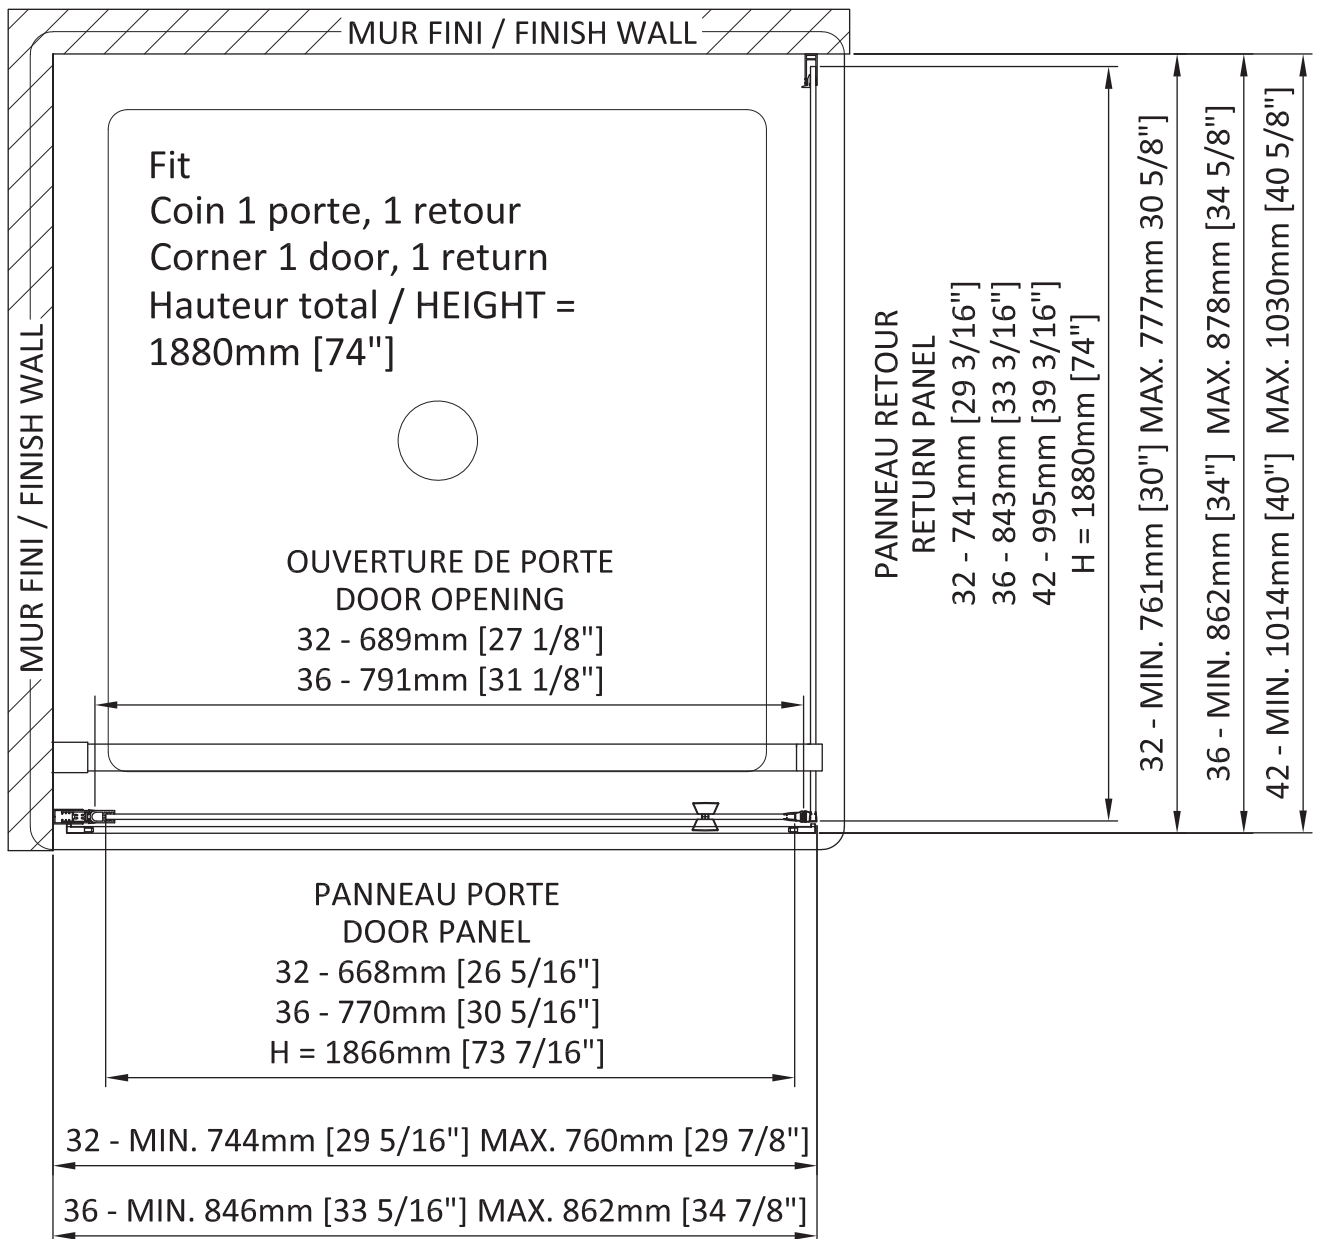 MUR FINI / FINISH WALL
MUR FINI / FINISH WALL
Fit
Coin 1 porte, 1 retour
Corner 1 door, 1 return
Hauteur total / HEIGHT =
1880mm [74"]
OUVERTURE DE PORTE
DOOR OPENING
32 - 689mm [27 1/8"]
36 - 791mm [31 1/8"]
PANNEAU RETOUR
RETURN PANEL
32 - 741mm [29 3/16"]
36 - 843mm [33 3/16"]
42 - 995mm [39 3/16"]
H = 1880mm [74"]
32 - MIN. 761mm [30"] MAX. 777mm 30 5/8"]
36 - MIN. 862mm [34"] MAX. 878mm [34 5/8"]
42 - MIN. 1014mm [40"] MAX. 1030mm [40 5/8"]
PANNEAU PORTE
DOOR PANEL
32 - 668mm [26 5/16"]
36 - 770mm [30 5/16"]
H = 1866mm [73 7/16"]
32 - MIN. 744mm [29 5/16"] MAX. 760mm [29 7/8"]
36 - MIN. 846mm [33 5/16"] MAX. 862mm [34 7/8"]